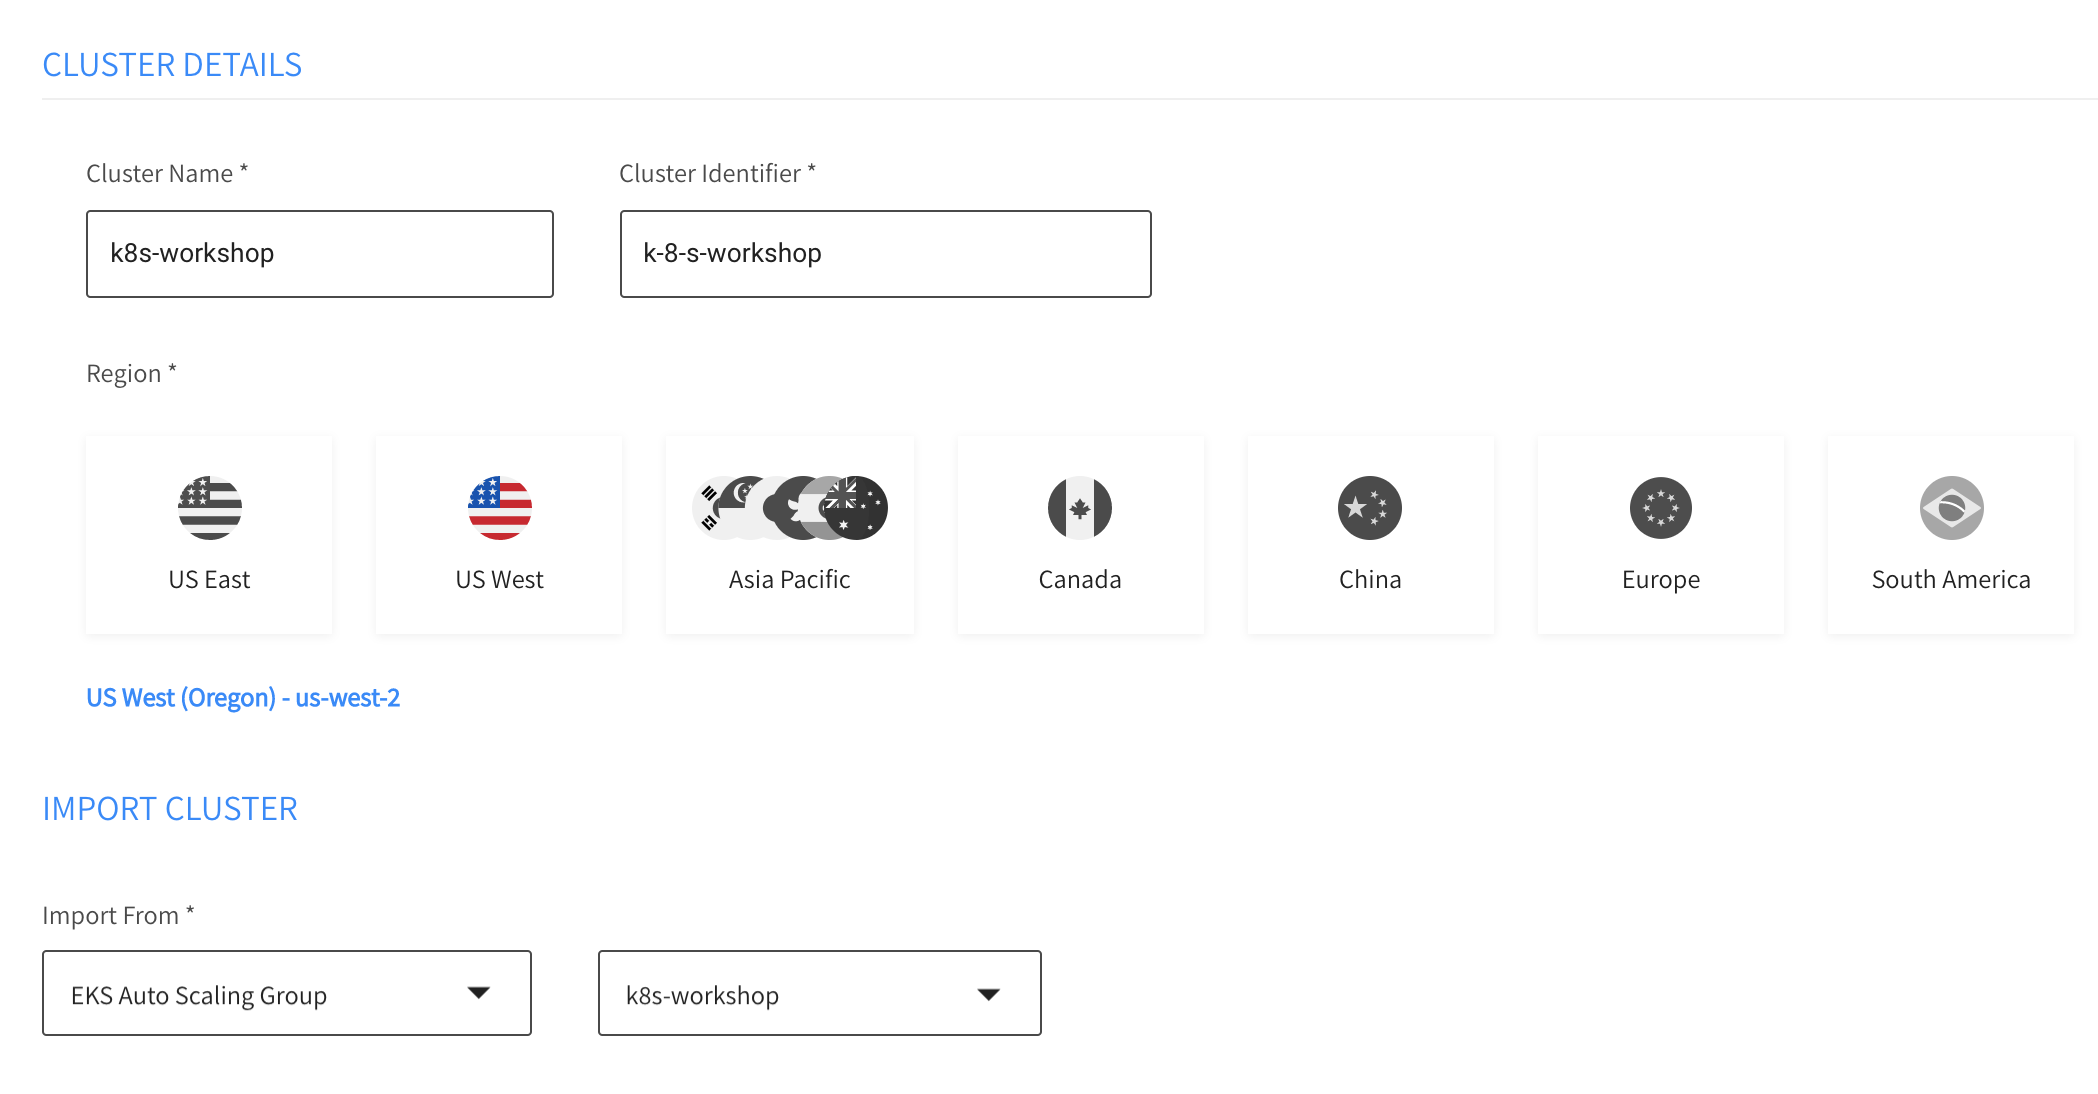 CLUSTER DETAILS
Cluster Name * Cluster Identifier *
k8s-workshop k-8-s-workshop
Region *
US East US West Asia Pacific Canada China Europe South America
US West (Oregon) - us-west-2
IMPORT CLUSTER
Import From *
EKS Auto Scaling Group k8s-workshop